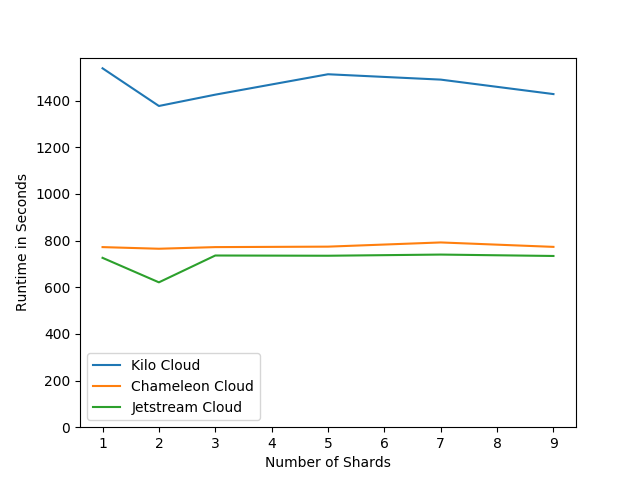 1400
1200
1000
800
600
400
200
0
Runtime in Seconds
Kilo Cloud
Chameleon Cloud
Jetstream Cloud
1 2 3 4 5 6 7 8 9
Number of Shards